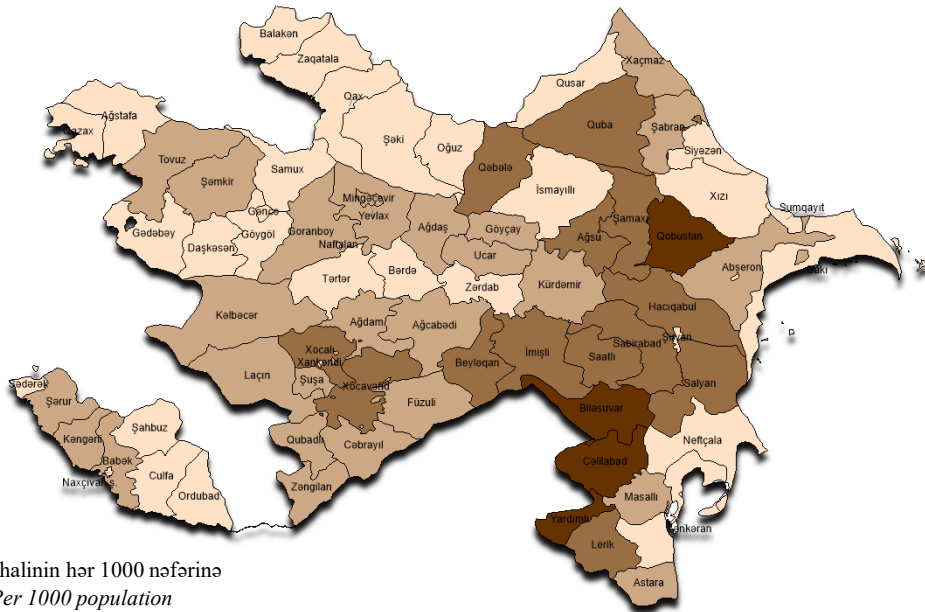 Balakən
Zaqatala
Xaçmaz
Qusar
Qax
Ağstafa
Quba
Şabran
Qazax
Şəki
Oğuz
Siyəzən
Tovuz
Samux
Qəbələ
Şəmkir
İsmayıllı
Xızı
Mingəçevir
Sumqayıt
Gəncə
Yevlax
Şamaxı
Gədəbəy
Göygöl
Goranboy
Ağdaş
Göyçay
Ağsu
Qobustan
Daşkəsən
Naftalan
Ucar
Abşeron
Bakı
Tərtər
Bərdə
Zərdab
Kürdəmir
Hacıqabul
Kəlbəcər
Ağdam
Ağcabədi
Xocalı
İmişli
Sabirabad
Şirvan
Xankəndi
Beyləqan
Saatlı
Laçın
Şuşa
Xocavənd
Salyan
Sədərək
Şərur
Füzuli
Biləsuvar
Şahbuz
Kəngərli
Qubadlı
Cəbrayıl
Neftçala
Babək
Culfa
Cəlilabad
Naxçıvan ş.
Zəngilan
Ordubad
Masallı
Yardımlı
Lənkəran
Lerik
Astara
halinin hər 1000 nəfərinə
Per 1000 population